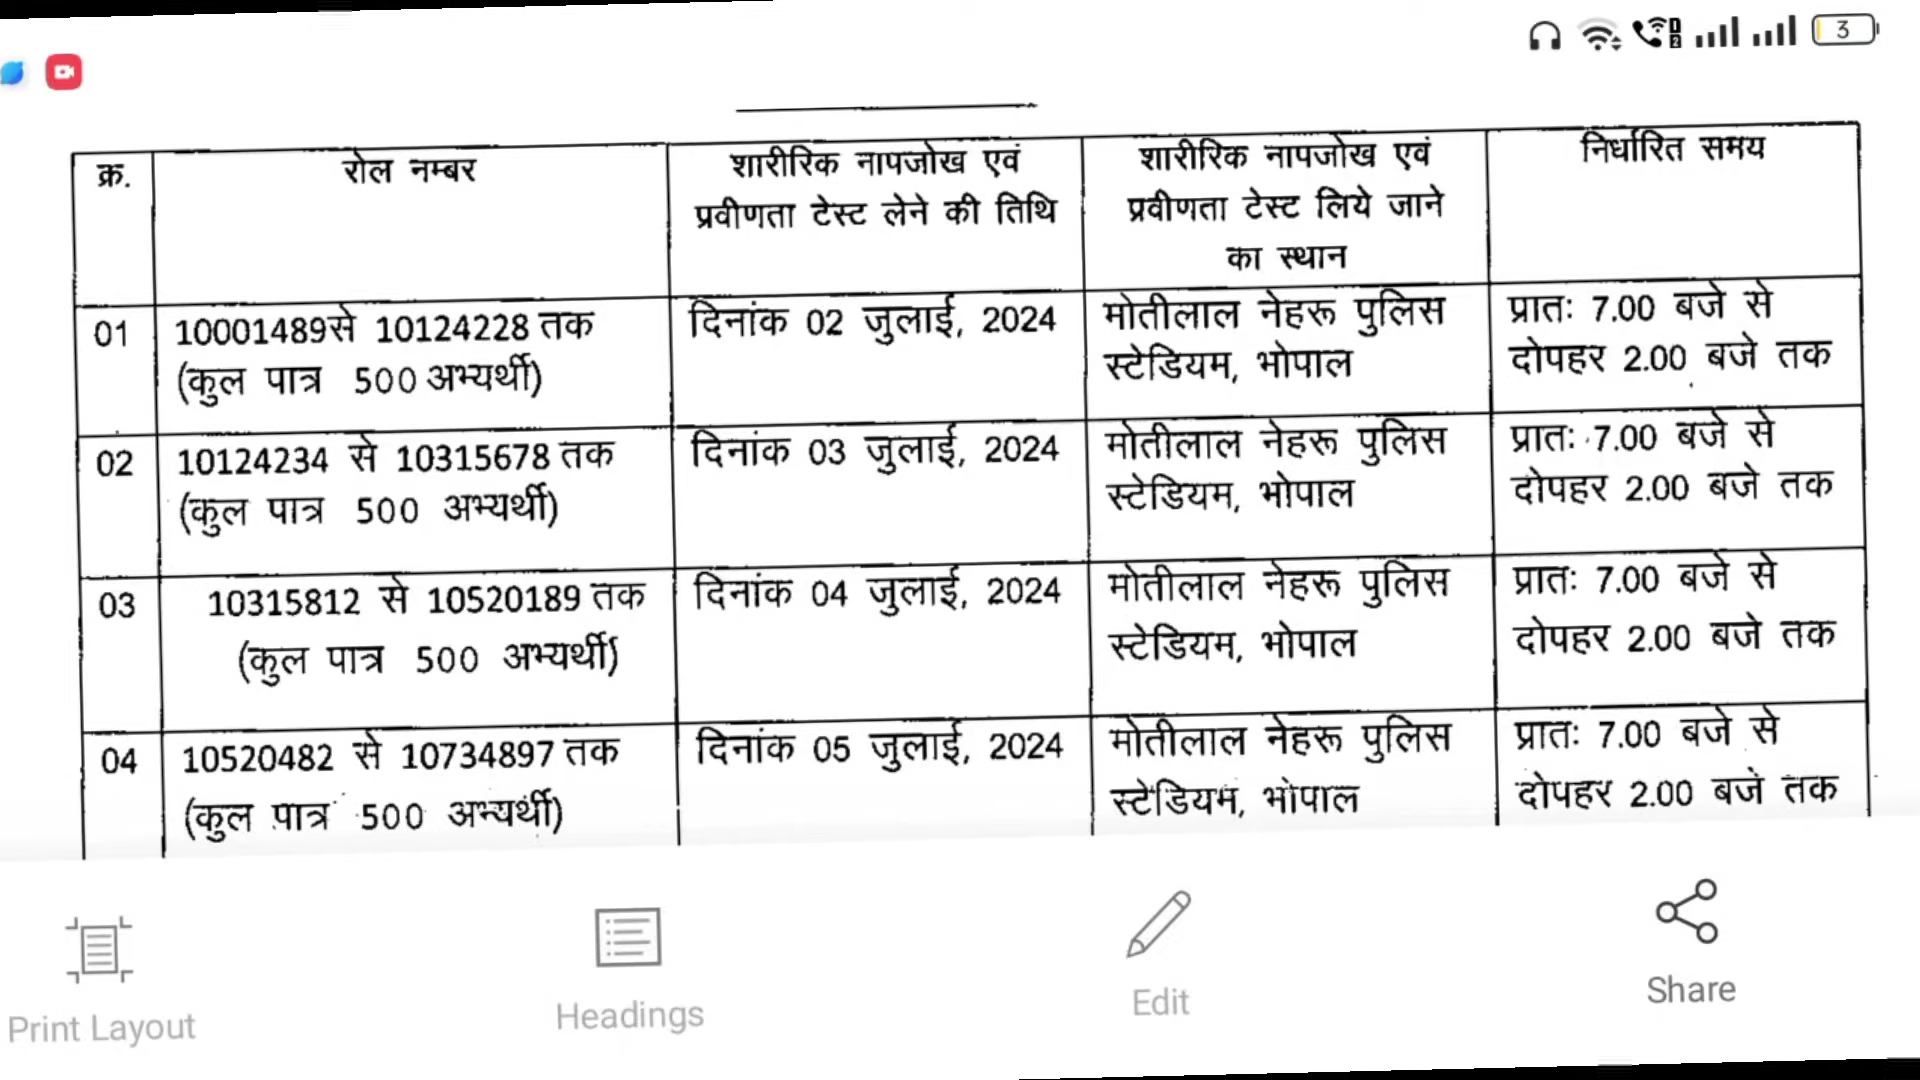 3
क्र.
रोल नम्बर
शारीरिक नापजोख एवं
प्रवीणता टेस्ट लेने की तिथि
शारीरिक नापजोख एवं
प्रवीणता टेस्ट लिये जाने
का स्थान
निर्धारित समय
01
10001489से 10124228 तक
(कुल पात्र 500 अभ्यर्थी)
दिनांक 02 जुलाई, 2024
मोतीलाल नेहरू पुलिस
स्टेडियम, भोपाल
प्रातः 7.00 बजे से
दोपहर 2.00 बजे तक
02
10124234 से 10315678 तक
(कुल पात्र 500 अभ्यर्थी)
दिनांक 03 जुलाई, 2024
मोतीलाल नेहरू पुलिस
स्टेडियम, भोपाल
प्रातः 7.00 बजे से
दोपहर 2.00 बजे तक
03
10315812 से 10520189 तक
(कुल पात्र 500 अभ्यर्थी)
दिनांक 04 जुलाई, 2024
मोतीलाल नेहरू पुलिस
स्टेडियम, भोपाल
प्रातः 7.00 बजे से
दोपहर 2.00 बजे तक
04
10520482 से 10734897 तक
(कुल पात्र 500 अभ्यर्थी)
दिनांक 05 जुलाई, 2024
मोतीलाल नेहरू पुलिस
स्टेडियम, भोपाल
प्रातः 7.00 बजे से
दोपहर 2.00 बजे तक
Print Layout
Headings
Edit
Share